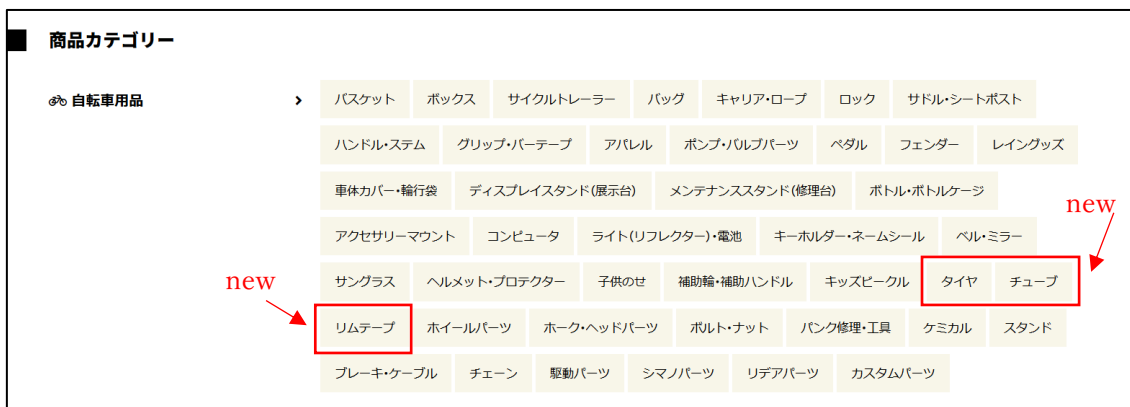 商品カテゴリー
自転車用品
バスケット ボックス サイクルトレーラー バッグ キャリア・ロープ ロック サドル・シートポスト
ハンドル・ステム グリップ・バーテープ アパレル ポンプ・バルブパーツ ペダル フェンダー レイングッズ
車体カバー・輪行袋 ディスプレイスタンド(展示台) メンテナンススタンド(修理台) ボトル・ボトルケージ
new
アクセサリーマウント コンピュータ ライト(リフレクター)・電池 キーホルダー・ネームシール ベル・ミラー
new
サングラス ヘルメット・プロテクター 子供のせ 補助輪・補助ハンドル キッズビークル タイヤ チューブ
リムテープ ホイールパーツ ホーク・ヘッドパーツ ボルト・ナット パンク修理・工具 ケミカル スタンド
ブレーキ・ケーブル チェーン 駆動パーツ シマノパーツ リデアパーツ カスタムパーツ